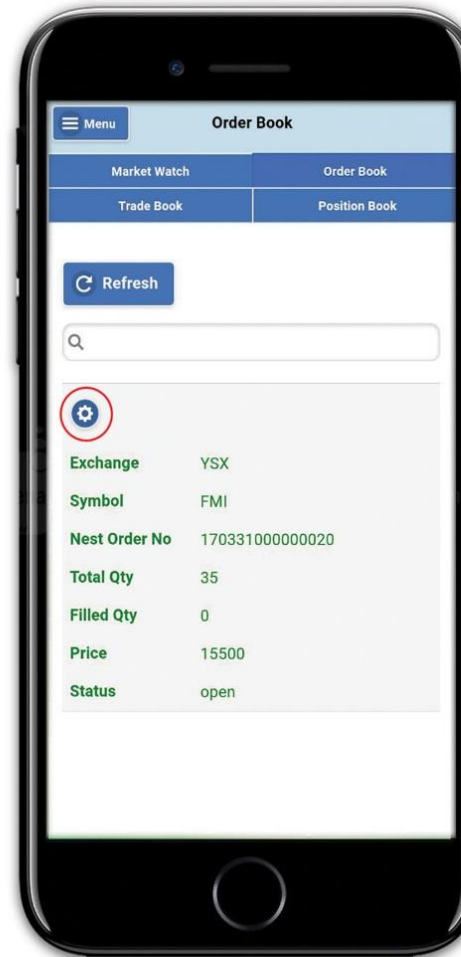 Menu
Order Book
Market Watch Order Book
Trade Book Position Book
Refresh
Exchange YSX
Symbol FMI
Nest Order No 170331000000020
Total Qty 35
Filled Qty 0
Price 15500
Status open